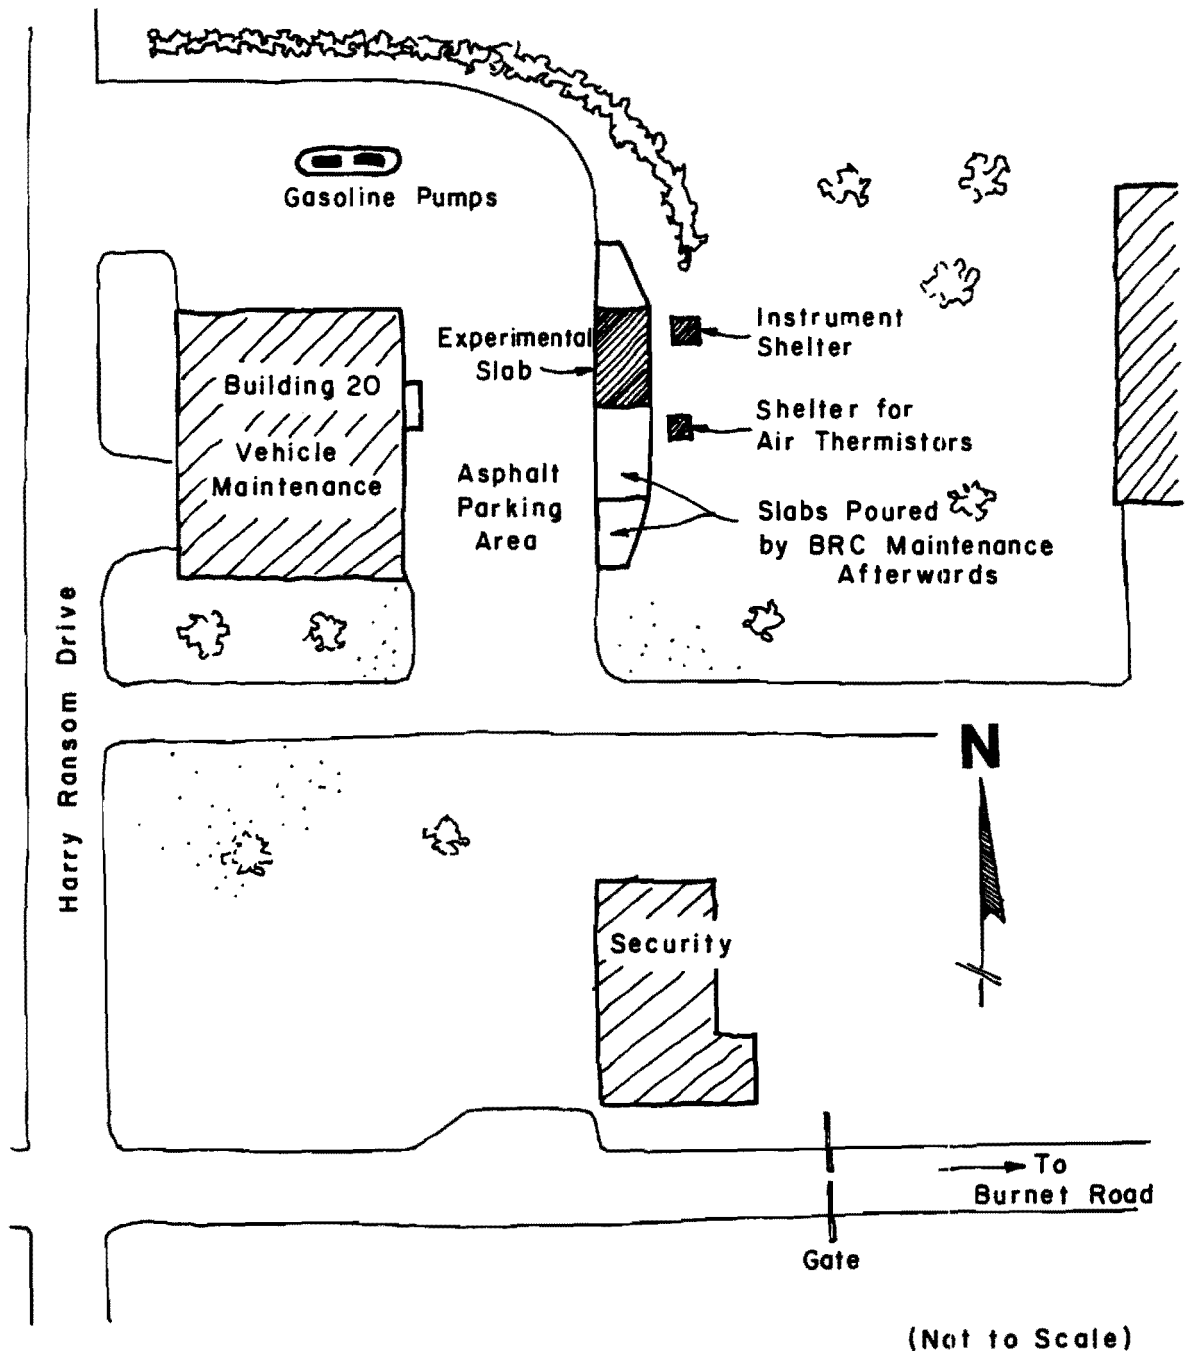 Gasoline Pumps
Experimental
Slab
Instrument
Shelter
Building 20
Vehicle
Maintenance
Shelter for
Air Thermistors
Asphalt
Parking
Area
Slabs Poured
by BRC Maintenance
Afterwards
Harry Ransom Drive
N
Security
To
Burnet Road
Gate
(Not to Scale)